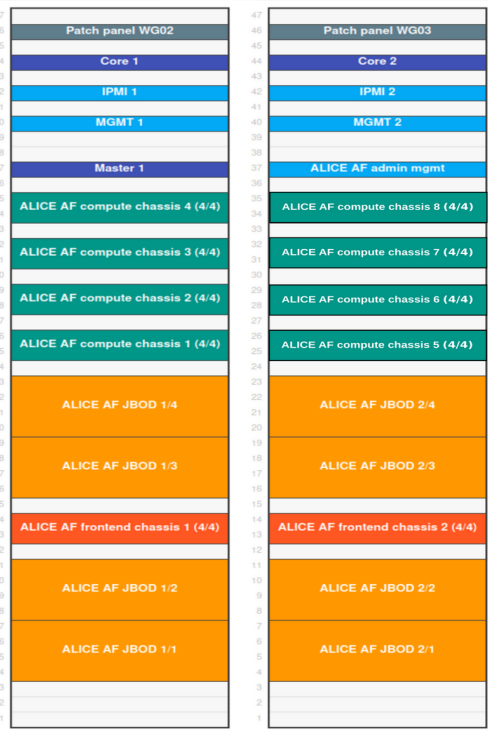 Patch panel WG02
Core 1
IPMI 1
MGMT 1
Master 1
ALICE AF compute chassis 4 (4/4)
ALICE AF compute chassis 3 (4/4)
ALICE AF compute chassis 2 (4/4)
ALICE AF compute chassis 1 (4/4)
ALICE AF JBOD 1/4
ALICE AF JBOD 1/3
ALICE AF frontend chassis 1 (4/4)
ALICE AF JBOD 1/2
ALICE AF JBOD 1/1
47
46
45
44
43
42
41
40
39
38
37
36
35
34
33
32
31
30
29
28
27
26
25
24
23
22
21
20
19
18
17
16
15
14
13
12
11
10
9
8
7
6
5
4
3
2
1
Patch panel WG03
Core 2
IPMI 2
MGMT 2
ALICE AF admin mgmt
ALICE AF compute chassis 8 (4/4)
ALICE AF compute chassis 7 (4/4)
ALICE AF compute chassis 6 (4/4)
ALICE AF compute chassis 5 (4/4)
ALICE AF JBOD 2/4
ALICE AF JBOD 2/3
ALICE AF frontend chassis 2 (4/4)
ALICE AF JBOD 2/2
ALICE AF JBOD 2/1